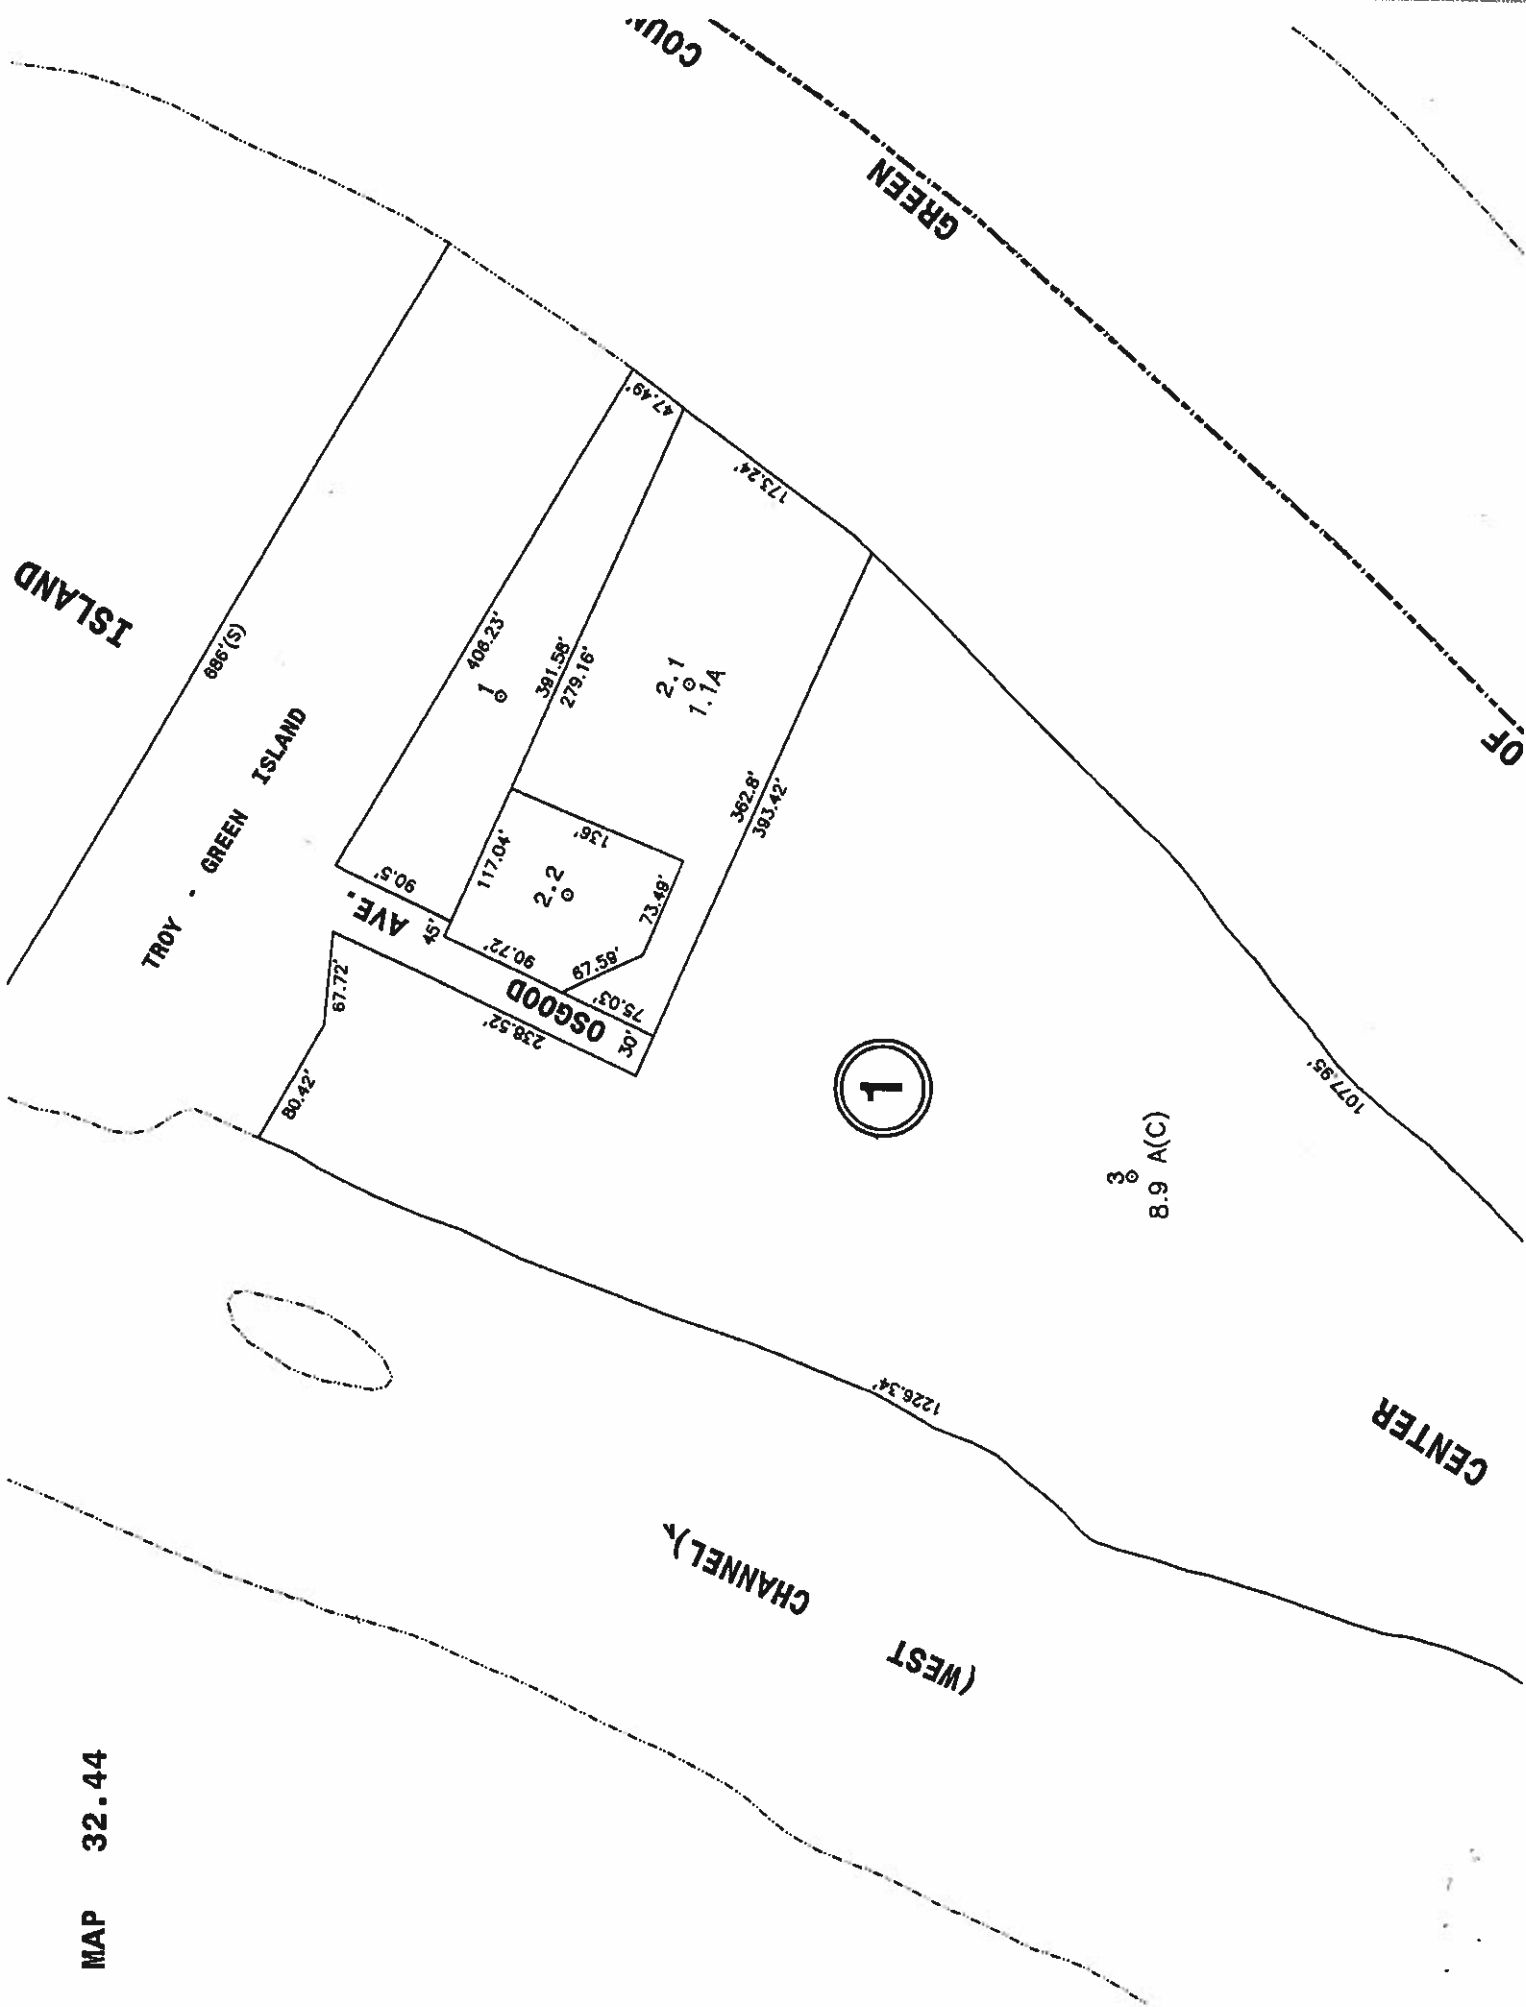 MAP 32.44
ISLAND
686'(S)
TROY - GREEN ISLAND
COUN
GREEN
OF
406.23'
1
47.49'
90.5'
391.58'
279.16'
2.1
1.1A
173.24'
117.04'
2.2
136'
90.72'
67.59'
73.49'
75.03'
362.8'
393.42'
45'
30'
OSGOOD AVE.
238.52'
67.72'
80.42'
1
3
8.9 A(C)
1077.95'
1226.34'
CENTER
(WEST CHANNEL)